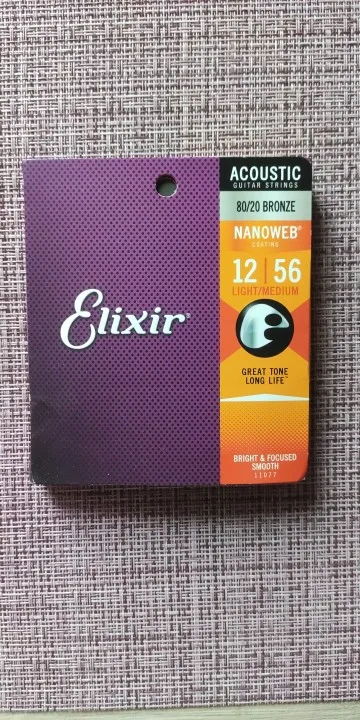 ACOUSTIC
GUITAR STRINGS
80/20 BRONZE
NANOWEB®
COATING
12 | 56
LIGHT/MEDIUM
Elixir®
GREAT TONE
LONG LIFE™
BRIGHT & FOCUSED
SMOOTH
11077